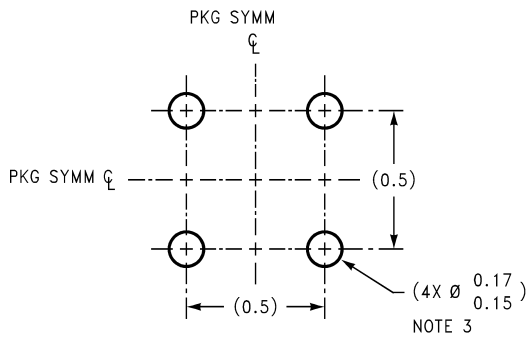 PKG SYMM
℄
PKG SYMM ℄
(0.5)
(0.5)
(4X Ø 0.17
0.15 )
NOTE 3